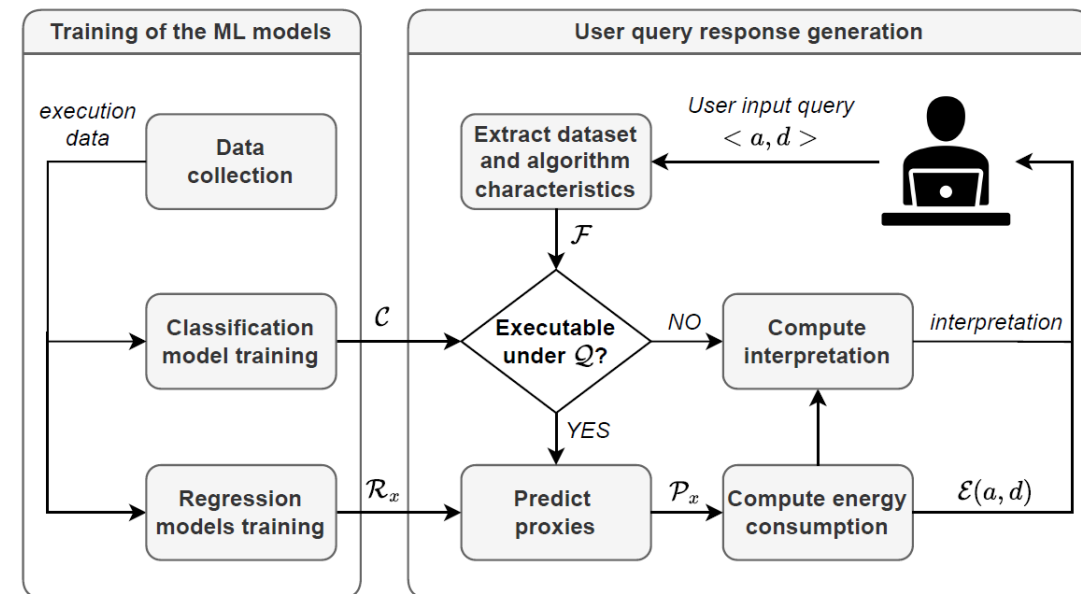 Training of the ML models
execution
data
Data
collection
Classification
model training
Regression
models training
𝒞
ℛₓ
User query response generation
User input query
< a, d >
Extract dataset
and algorithm
characteristics
ℱ
Executable
under 𝒬?
NO
Compute
interpretation
interpretation
YES
Predict
proxies
𝒫ₓ
Compute energy
consumption
ℰ(a, d)